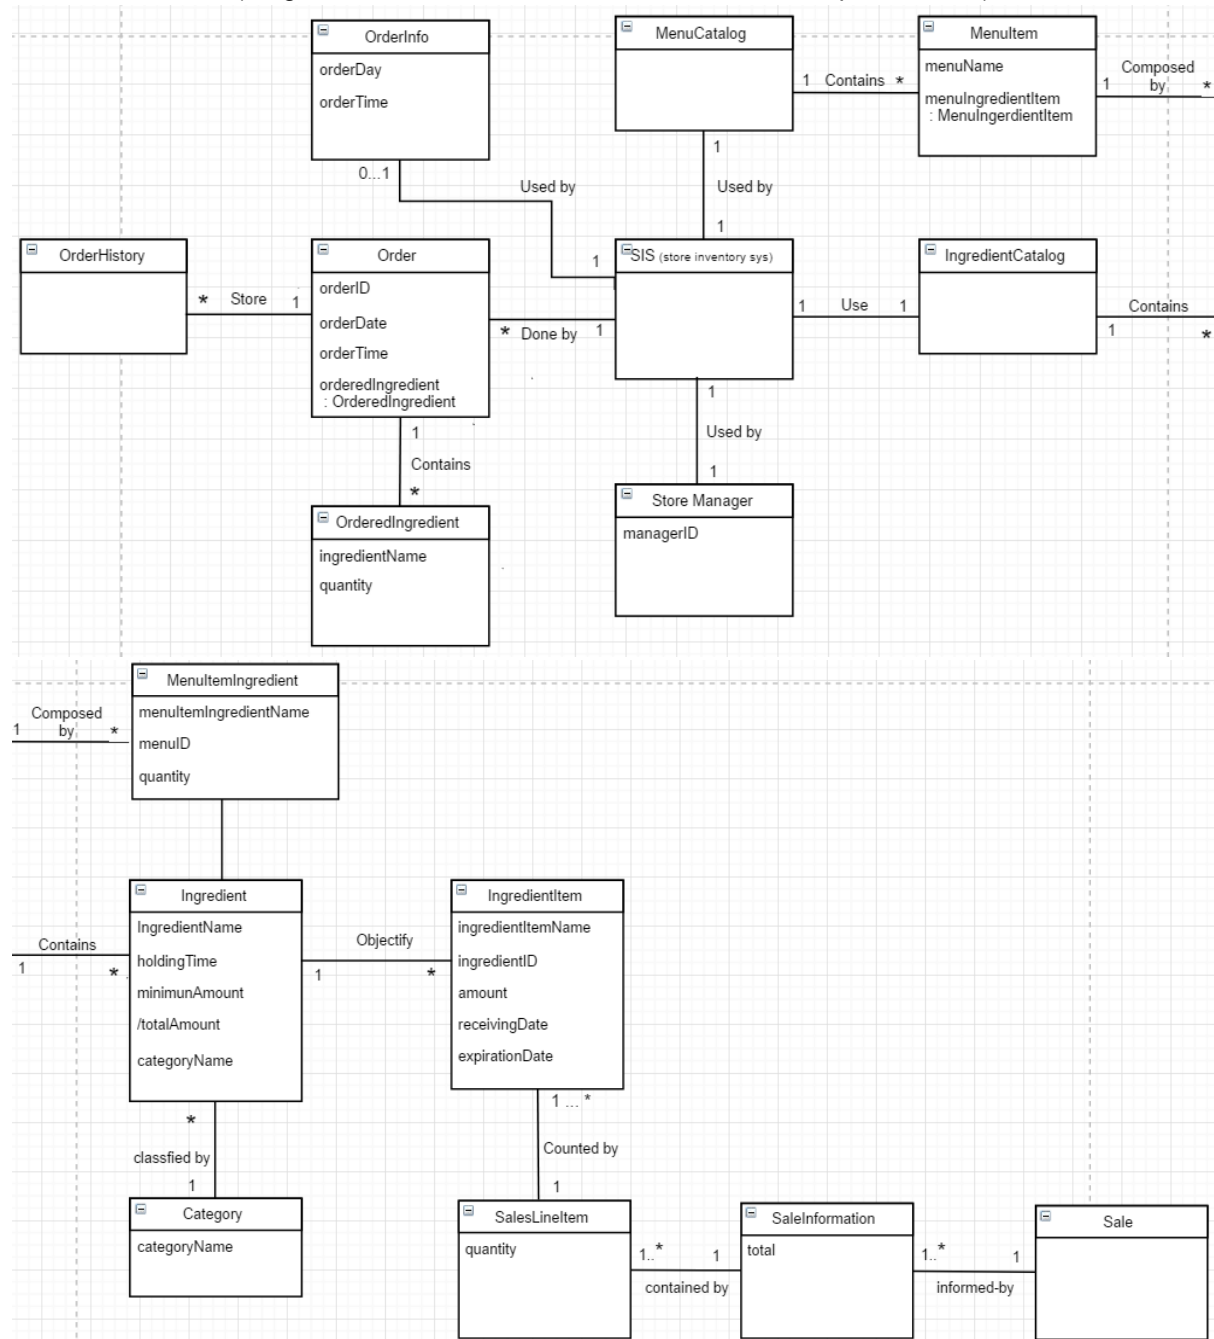 OrderInfo
orderDay
orderTime
MenuCatalog
MenuItem
menuName
menuIngredientItem
: MenuIngerdientItem
1 Contains *
1 Composed
by *
0...1
Used by
1
1
Used by
1
OrderHistory
* Store 1
Order
orderID
orderDate
orderTime
orderedIngredient
: OrderedIngredient
* Done by 1
SIS (store inventory sys)
1 Use 1
IngredientCatalog
Contains
1 *
1
Contains
*
1
Used by
1
OrderedIngredient
ingredientName
quantity
Store Manager
managerID
MenuItemIngredient
menuItemIngredientName
menuID
quantity
Composed
1 by *
Ingredient
IngredientName
holdingTime
minimunAmount
/totalAmount
categoryName
Contains
1 *
Objectify
1 *
IngredientItem
ingredientItemName
ingredientID
amount
receivingDate
expirationDate
*
classfied by
1
1 ... *
Counted by
1
Category
categoryName
SalesLineItem
quantity
1..* 1
contained by
SaleInformation
total
1..* 1
informed-by
Sale